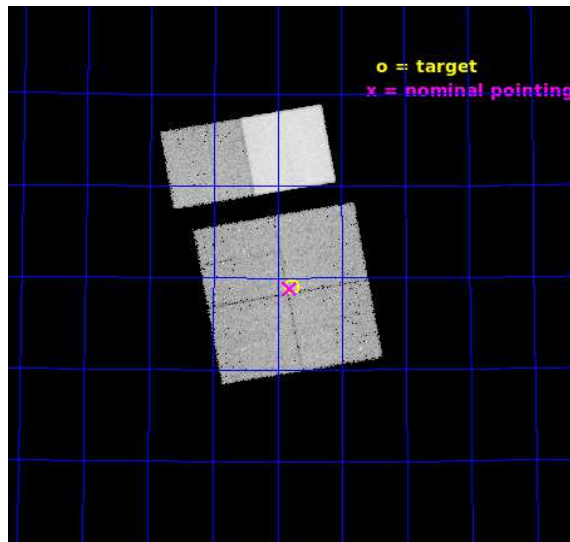 o = target
x = nominal pointing